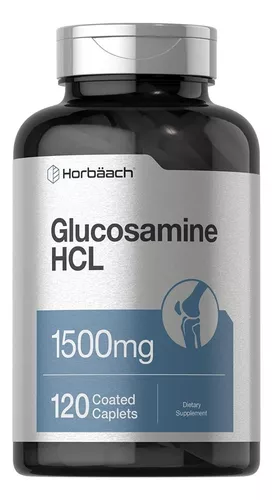 Horbäach
Glucosamine
HCL
1500mg
120 Coated
Caplets
Dietary
Supplement